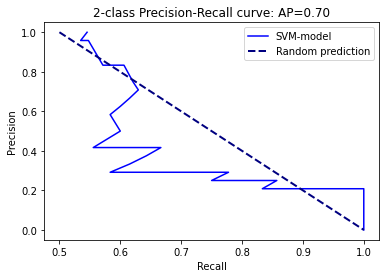 2-class Precision-Recall curve: AP=0.70
SVM-model
Random prediction
Precision
1.0
0.8
0.6
0.4
0.2
0.0
0.5 0.6 0.7 0.8 0.9 1.0
Recall